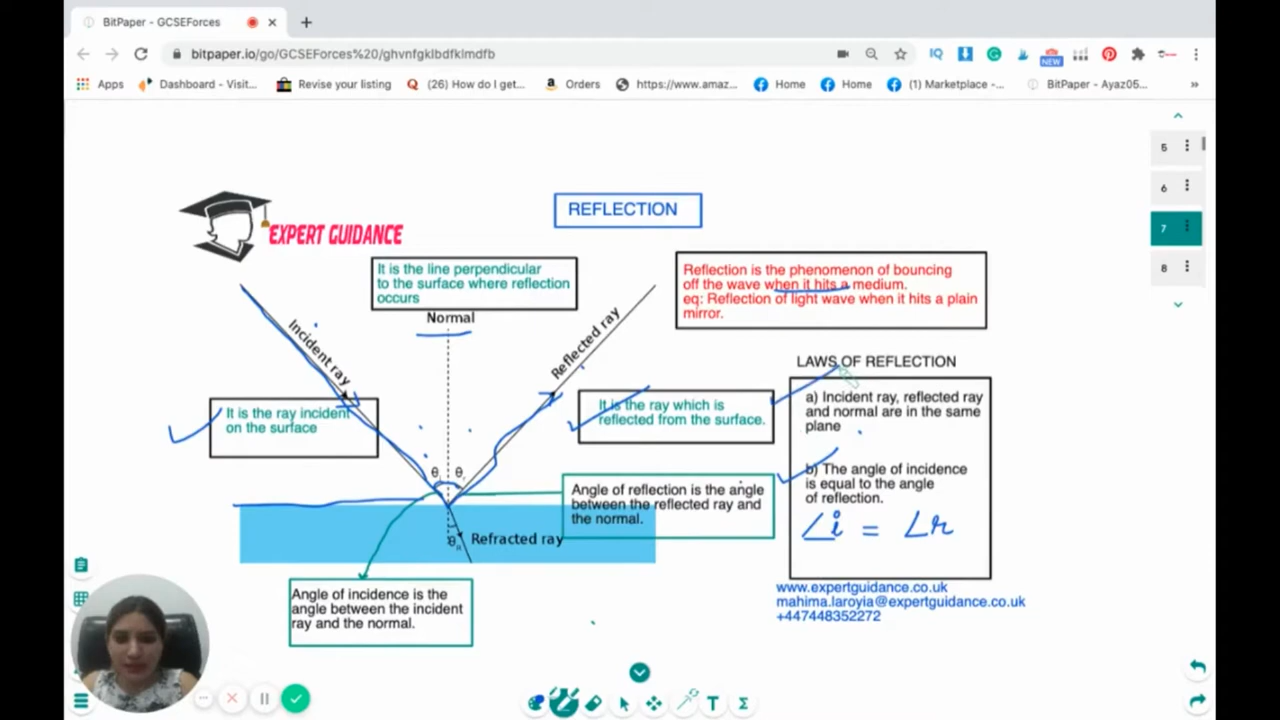 BitPaper - GCSEForces
bitpaper.io/go/GCSEForces%20/ghvnfgklbdfklmdfb
IQ
NEW
Apps
Dashboard - Visit...
Revise your listing
(26) How do I get...
Orders
https://www.amaz...
Home
Home
(1) Marketplace -...
BitPaper - Ayaz05...
»
5
6
7
8
EXPERT GUIDANCE
REFLECTION
It is the line perpendicular
to the surface where reflection
occurs
Normal
Reflection is the phenomenon of bouncing
off the wave when it hits a medium.
eq: Reflection of light wave when it hits a plain
mirror.
Incident ray
Reflected ray
It is the ray incident
on the surface
It is the ray which is
reflected from the surface.
LAWS OF REFLECTION
a) Incident ray, reflected ray
and normal are in the same
plane
b) The angle of incidence
is equal to the angle
of reflection.
∠i = ∠r
θ θr
Angle of reflection is the angle
between the reflected ray and
the normal.
θR Refracted ray
Angle of incidence is the
angle between the incident
ray and the normal.
www.expertguidance.co.uk
mahima.laroyia@expertguidance.co.uk
+447448352272
T
Σ